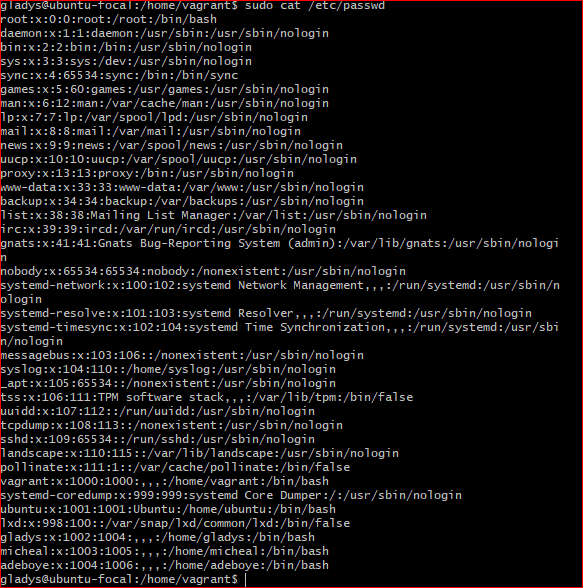 gladys@ubuntu-focal:/home/vagrant$ sudo cat /etc/passwd
root:x:0:0:root:/root:/bin/bash
daemon:x:1:1:daemon:/usr/sbin:/usr/sbin/nologin
bin:x:2:2:bin:/bin:/usr/sbin/nologin
sys:x:3:3:sys:/dev:/usr/sbin/nologin
sync:x:4:65534:sync:/bin:/bin/sync
games:x:5:60:games:/usr/games:/usr/sbin/nologin
man:x:6:12:man:/var/cache/man:/usr/sbin/nologin
lp:x:7:7:lp:/var/spool/lpd:/usr/sbin/nologin
mail:x:8:8:mail:/var/mail:/usr/sbin/nologin
news:x:9:9:news:/var/spool/news:/usr/sbin/nologin
uucp:x:10:10:uucp:/var/spool/uucp:/usr/sbin/nologin
proxy:x:13:13:proxy:/bin:/usr/sbin/nologin
www-data:x:33:33:www-data:/var/www:/usr/sbin/nologin
backup:x:34:34:backup:/var/backups:/usr/sbin/nologin
list:x:38:38:Mailing List Manager:/var/list:/usr/sbin/nologin
irc:x:39:39:ircd:/var/run/ircd:/usr/sbin/nologin
gnats:x:41:41:Gnats Bug-Reporting System (admin):/var/lib/gnats:/usr/sbin/nologi
n
nobody:x:65534:65534:nobody:/nonexistent:/usr/sbin/nologin
systemd-network:x:100:102:systemd Network Management,,,:/run/systemd:/usr/sbin/n
ologin
systemd-resolve:x:101:103:systemd Resolver,,,:/run/systemd:/usr/sbin/nologin
systemd-timesync:x:102:104:systemd Time Synchronization,,,:/run/systemd:/usr/sbi
n/nologin
messagebus:x:103:106::/nonexistent:/usr/sbin/nologin
syslog:x:104:110::/home/syslog:/usr/sbin/nologin
_apt:x:105:65534::/nonexistent:/usr/sbin/nologin
tss:x:106:111:TPM software stack,,,:/var/lib/tpm:/bin/false
uuidd:x:107:112::/run/uuidd:/usr/sbin/nologin
tcpdump:x:108:113::/nonexistent:/usr/sbin/nologin
sshd:x:109:65534::/run/sshd:/usr/sbin/nologin
landscape:x:110:115::/var/lib/landscape:/usr/sbin/nologin
pollinate:x:111:1::/var/cache/pollinate:/bin/false
vagrant:x:1000:1000:,,,:/home/vagrant:/bin/bash
systemd-coredump:x:999:999:systemd Core Dumper:/:/usr/sbin/nologin
ubuntu:x:1001:1001:Ubuntu:/home/ubuntu:/bin/bash
lxd:x:998:100::/var/snap/lxd/common/lxd:/bin/false
gladys:x:1002:1004:,,,:/home/gladys:/bin/bash
micheal:x:1003:1005:,,,:/home/micheal:/bin/bash
adeboye:x:1004:1006:,,,:/home/adeboye:/bin/bash
gladys@ubuntu-focal:/home/vagrant$